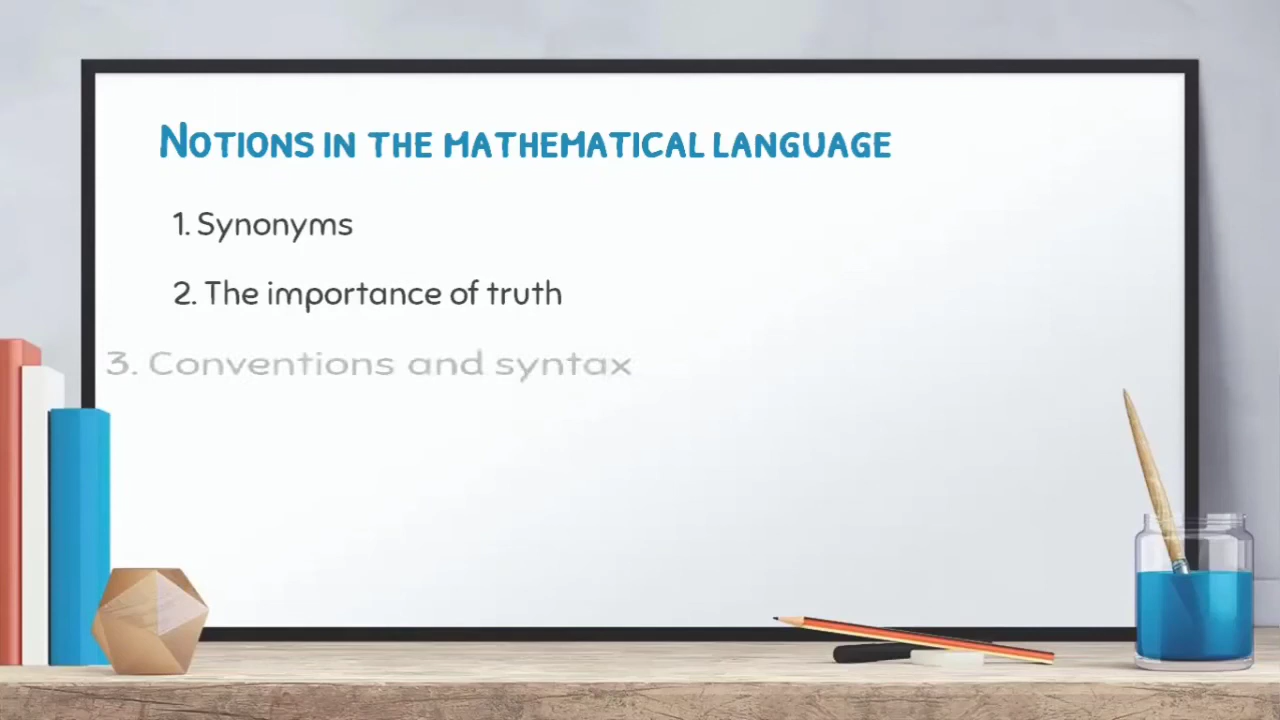 NOTIONS IN THE MATHEMATICAL LANGUAGE
1. Synonyms
2. The importance of truth
3. Conventions and syntax